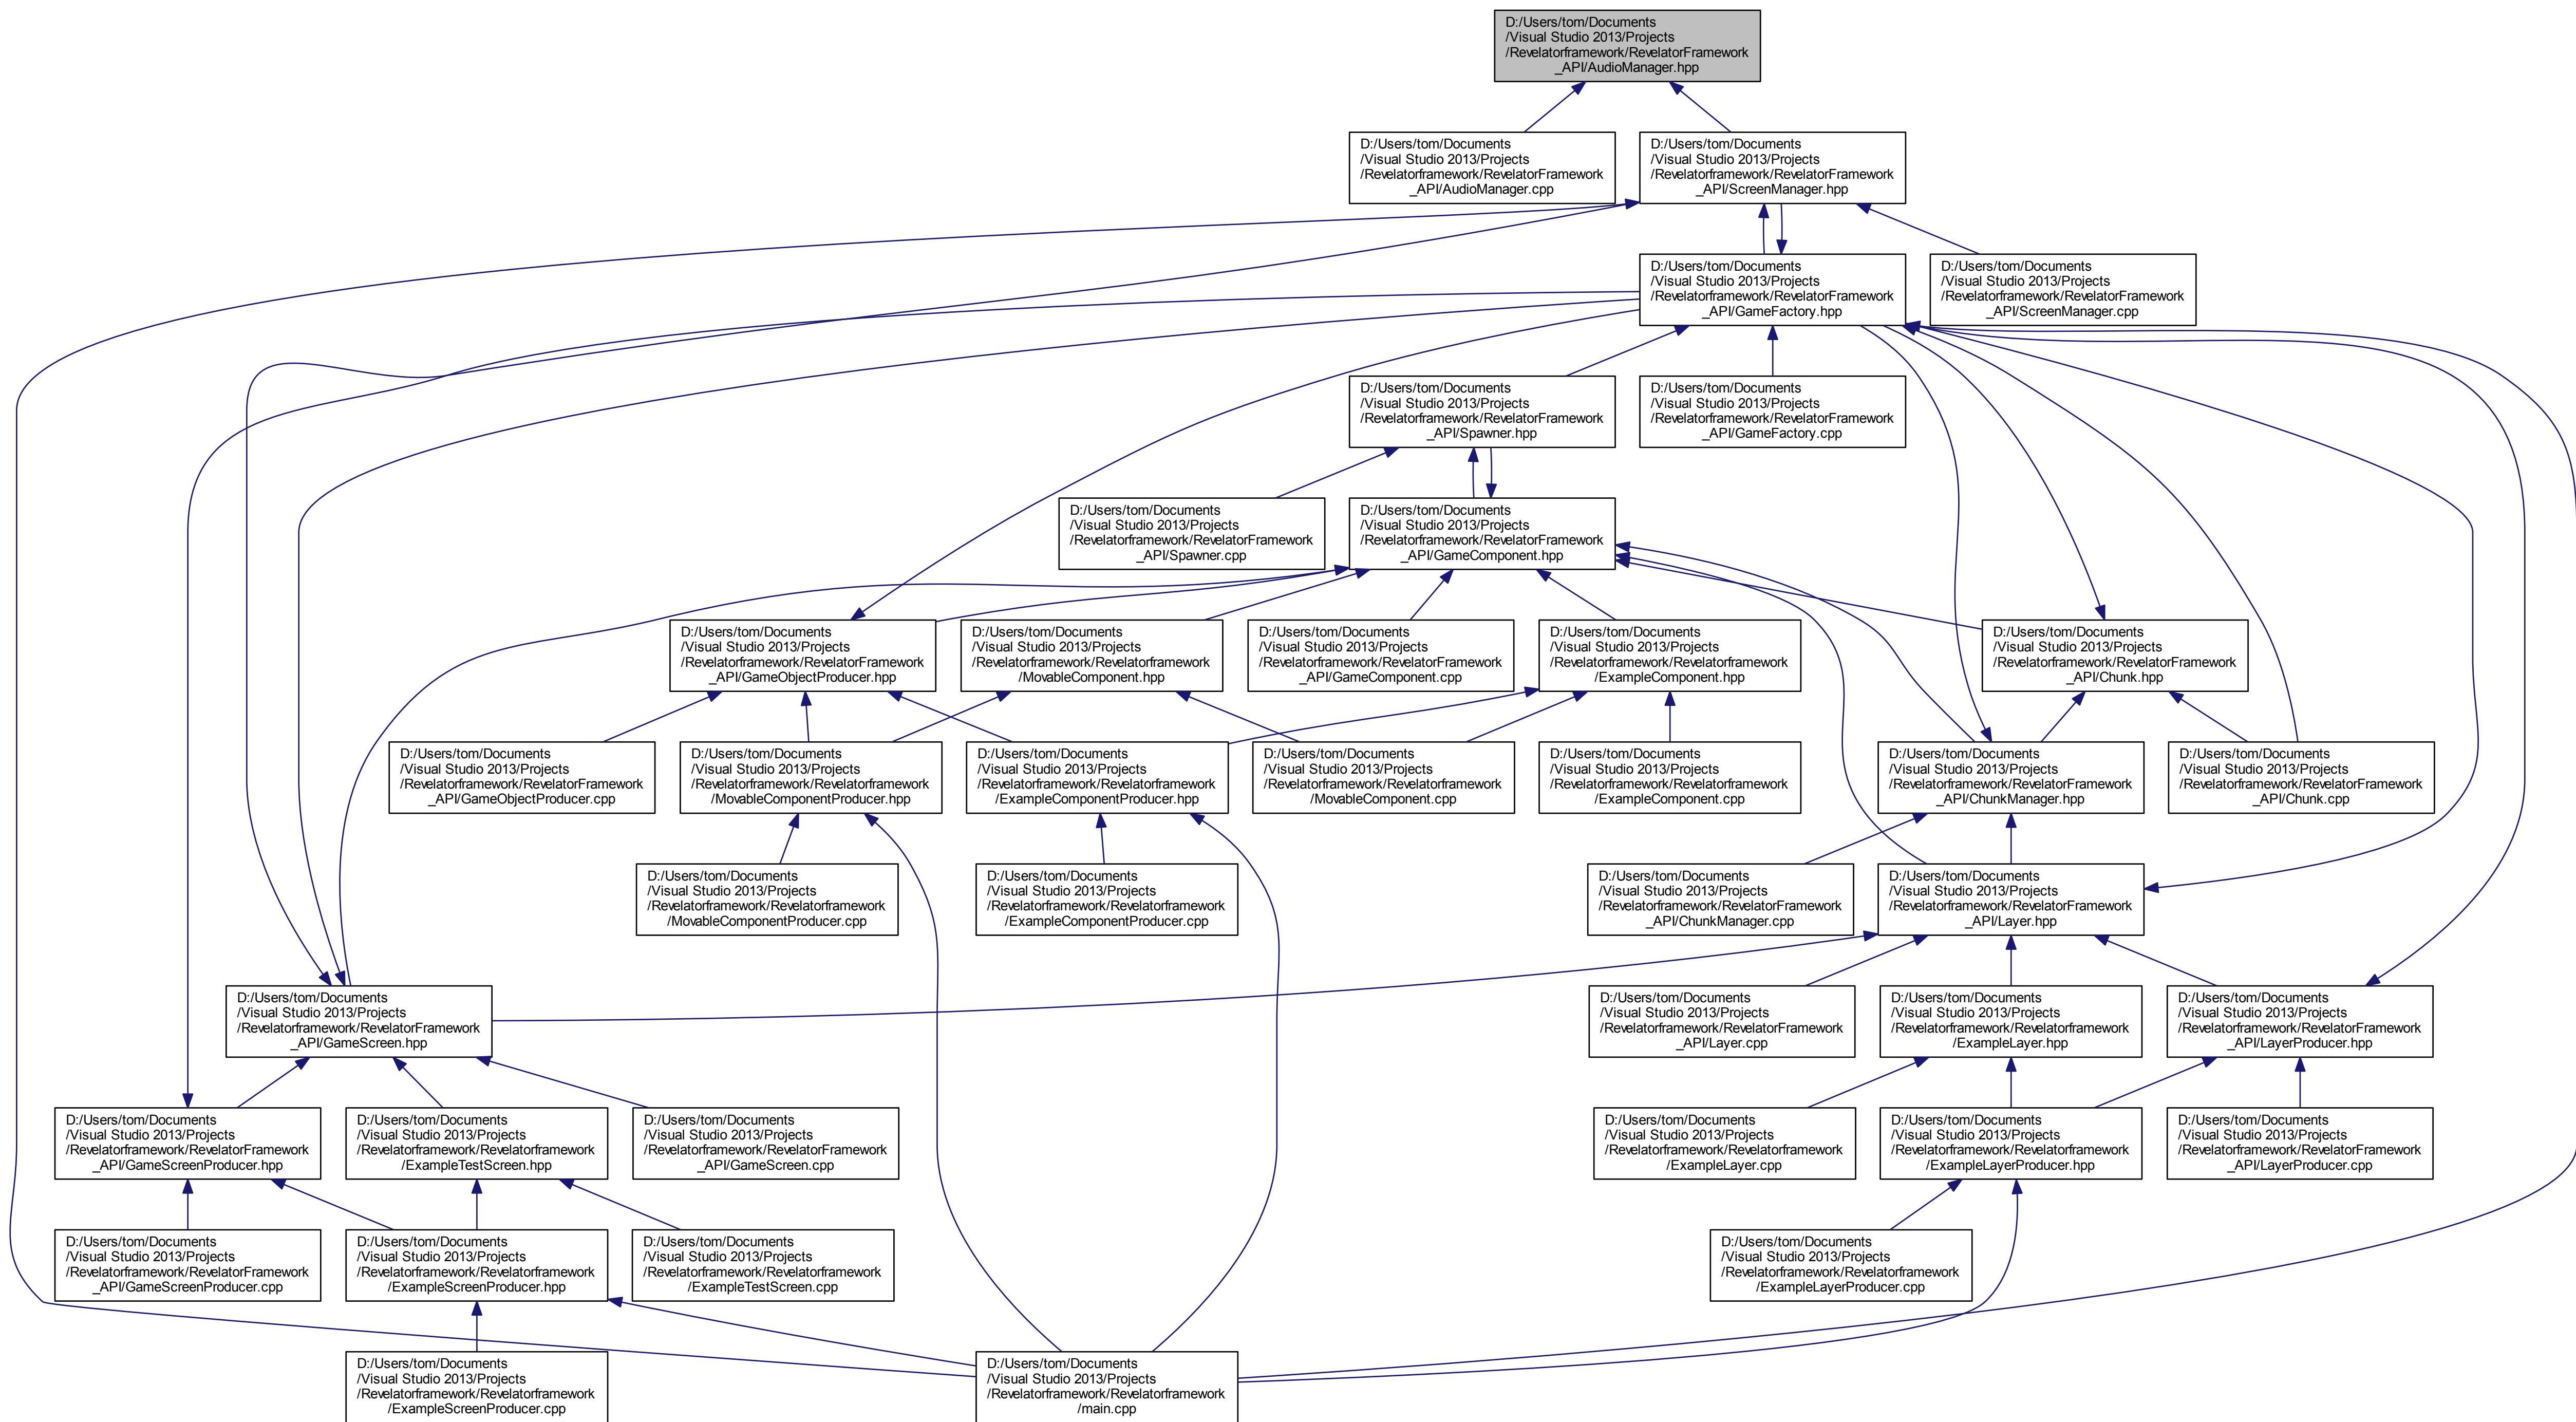 D:/Users/tom/Documents
/Visual Studio 2013/Projects
/Revelatorframework/RevelatorFramework
_API/AudioManager.hpp
D:/Users/tom/Documents
/Visual Studio 2013/Projects
/Revelatorframework/RevelatorFramework
_API/AudioManager.cpp
D:/Users/tom/Documents
/Visual Studio 2013/Projects
/Revelatorframework/RevelatorFramework
_API/ScreenManager.hpp
D:/Users/tom/Documents
/Visual Studio 2013/Projects
/Revelatorframework/RevelatorFramework
_API/GameFactory.hpp
D:/Users/tom/Documents
/Visual Studio 2013/Projects
/Revelatorframework/RevelatorFramework
_API/ScreenManager.cpp
D:/Users/tom/Documents
/Visual Studio 2013/Projects
/Revelatorframework/RevelatorFramework
_API/Spawner.hpp
D:/Users/tom/Documents
/Visual Studio 2013/Projects
/Revelatorframework/RevelatorFramework
_API/GameFactory.cpp
D:/Users/tom/Documents
/Visual Studio 2013/Projects
/Revelatorframework/RevelatorFramework
_API/Spawner.cpp
D:/Users/tom/Documents
/Visual Studio 2013/Projects
/Revelatorframework/RevelatorFramework
_API/GameComponent.hpp
D:/Users/tom/Documents
/Visual Studio 2013/Projects
/Revelatorframework/RevelatorFramework
_API/GameObjectProducer.hpp
D:/Users/tom/Documents
/Visual Studio 2013/Projects
/Revelatorframework/Revelatorframework
/MovableComponent.hpp
D:/Users/tom/Documents
/Visual Studio 2013/Projects
/Revelatorframework/RevelatorFramework
_API/GameComponent.cpp
D:/Users/tom/Documents
/Visual Studio 2013/Projects
/Revelatorframework/Revelatorframework
/ExampleComponent.hpp
D:/Users/tom/Documents
/Visual Studio 2013/Projects
/Revelatorframework/RevelatorFramework
_API/Chunk.hpp
D:/Users/tom/Documents
/Visual Studio 2013/Projects
/Revelatorframework/RevelatorFramework
_API/GameObjectProducer.cpp
D:/Users/tom/Documents
/Visual Studio 2013/Projects
/Revelatorframework/Revelatorframework
/MovableComponentProducer.hpp
D:/Users/tom/Documents
/Visual Studio 2013/Projects
/Revelatorframework/Revelatorframework
/ExampleComponentProducer.hpp
D:/Users/tom/Documents
/Visual Studio 2013/Projects
/Revelatorframework/Revelatorframework
/MovableComponent.cpp
D:/Users/tom/Documents
/Visual Studio 2013/Projects
/Revelatorframework/Revelatorframework
/ExampleComponent.cpp
D:/Users/tom/Documents
/Visual Studio 2013/Projects
/Revelatorframework/RevelatorFramework
_API/ChunkManager.hpp
D:/Users/tom/Documents
/Visual Studio 2013/Projects
/Revelatorframework/RevelatorFramework
_API/Chunk.cpp
D:/Users/tom/Documents
/Visual Studio 2013/Projects
/Revelatorframework/Revelatorframework
/MovableComponentProducer.cpp
D:/Users/tom/Documents
/Visual Studio 2013/Projects
/Revelatorframework/Revelatorframework
/ExampleComponentProducer.cpp
D:/Users/tom/Documents
/Visual Studio 2013/Projects
/Revelatorframework/RevelatorFramework
_API/ChunkManager.cpp
D:/Users/tom/Documents
/Visual Studio 2013/Projects
/Revelatorframework/RevelatorFramework
_API/Layer.hpp
D:/Users/tom/Documents
/Visual Studio 2013/Projects
/Revelatorframework/RevelatorFramework
_API/GameScreen.hpp
D:/Users/tom/Documents
/Visual Studio 2013/Projects
/Revelatorframework/RevelatorFramework
_API/Layer.cpp
D:/Users/tom/Documents
/Visual Studio 2013/Projects
/Revelatorframework/Revelatorframework
/ExampleLayer.hpp
D:/Users/tom/Documents
/Visual Studio 2013/Projects
/Revelatorframework/RevelatorFramework
_API/LayerProducer.hpp
D:/Users/tom/Documents
/Visual Studio 2013/Projects
/Revelatorframework/RevelatorFramework
_API/GameScreenProducer.hpp
D:/Users/tom/Documents
/Visual Studio 2013/Projects
/Revelatorframework/Revelatorframework
/ExampleTestScreen.hpp
D:/Users/tom/Documents
/Visual Studio 2013/Projects
/Revelatorframework/RevelatorFramework
_API/GameScreen.cpp
D:/Users/tom/Documents
/Visual Studio 2013/Projects
/Revelatorframework/Revelatorframework
/ExampleLayer.cpp
D:/Users/tom/Documents
/Visual Studio 2013/Projects
/Revelatorframework/Revelatorframework
/ExampleLayerProducer.hpp
D:/Users/tom/Documents
/Visual Studio 2013/Projects
/Revelatorframework/RevelatorFramework
_API/LayerProducer.cpp
D:/Users/tom/Documents
/Visual Studio 2013/Projects
/Revelatorframework/RevelatorFramework
_API/GameScreenProducer.cpp
D:/Users/tom/Documents
/Visual Studio 2013/Projects
/Revelatorframework/Revelatorframework
/ExampleScreenProducer.hpp
D:/Users/tom/Documents
/Visual Studio 2013/Projects
/Revelatorframework/Revelatorframework
/ExampleTestScreen.cpp
D:/Users/tom/Documents
/Visual Studio 2013/Projects
/Revelatorframework/Revelatorframework
/ExampleLayerProducer.cpp
D:/Users/tom/Documents
/Visual Studio 2013/Projects
/Revelatorframework/Revelatorframework
/ExampleScreenProducer.cpp
D:/Users/tom/Documents
/Visual Studio 2013/Projects
/Revelatorframework/Revelatorframework
/main.cpp